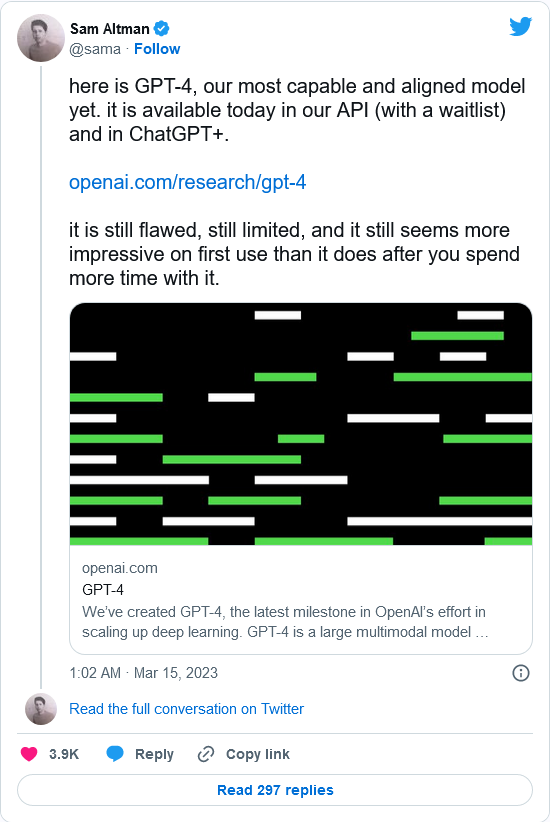 Sam Altman
@sama · Follow
here is GPT-4, our most capable and aligned model
yet. it is available today in our API (with a waitlist)
and in ChatGPT+.
openai.com/research/gpt-4
it is still flawed, still limited, and it still seems more
impressive on first use than it does after you spend
more time with it.
openai.com
GPT-4
We’ve created GPT-4, the latest milestone in OpenAI’s effort in
scaling up deep learning. GPT-4 is a large multimodal model …
1:02 AM · Mar 15, 2023
Read the full conversation on Twitter
3.9K Reply Copy link
Read 297 replies